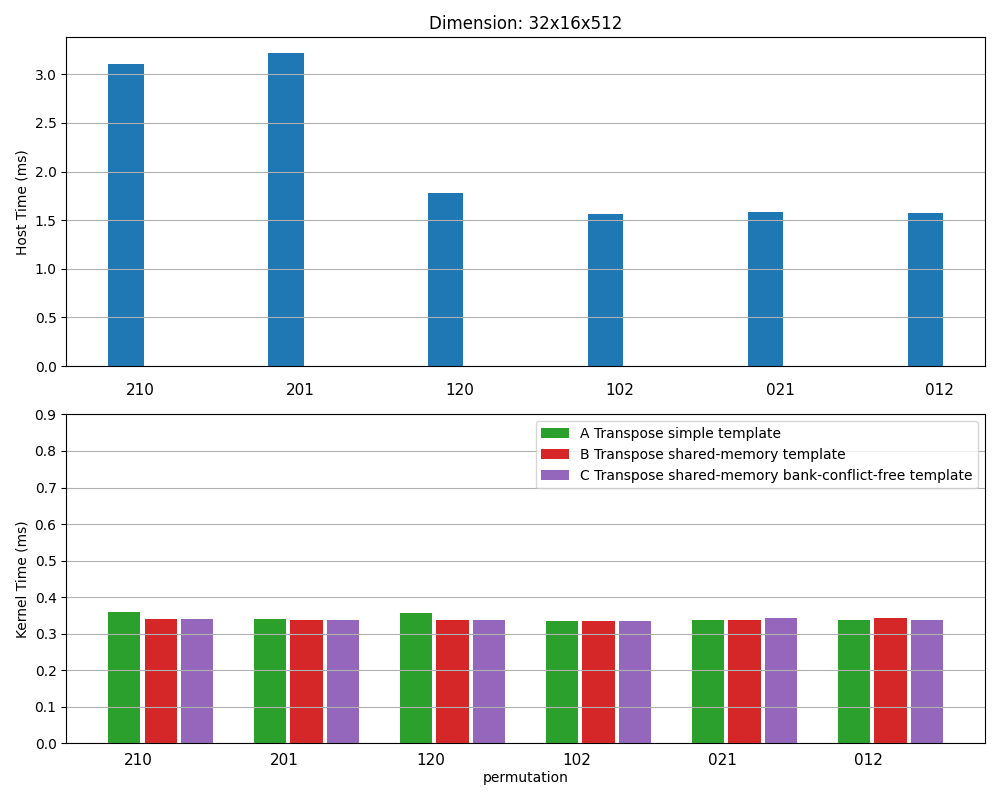 Dimension: 32x16x512
Host Time (ms)
3.0
2.5
2.0
1.5
1.0
0.5
0.0
210 201 120 102 021 012
Kernel Time (ms)
0.9
0.8
0.7
0.6
0.5
0.4
0.3
0.2
0.1
0.0
A Transpose simple template
B Transpose shared-memory template
C Transpose shared-memory bank-conflict-free template
210 201 120 102 021 012
permutation